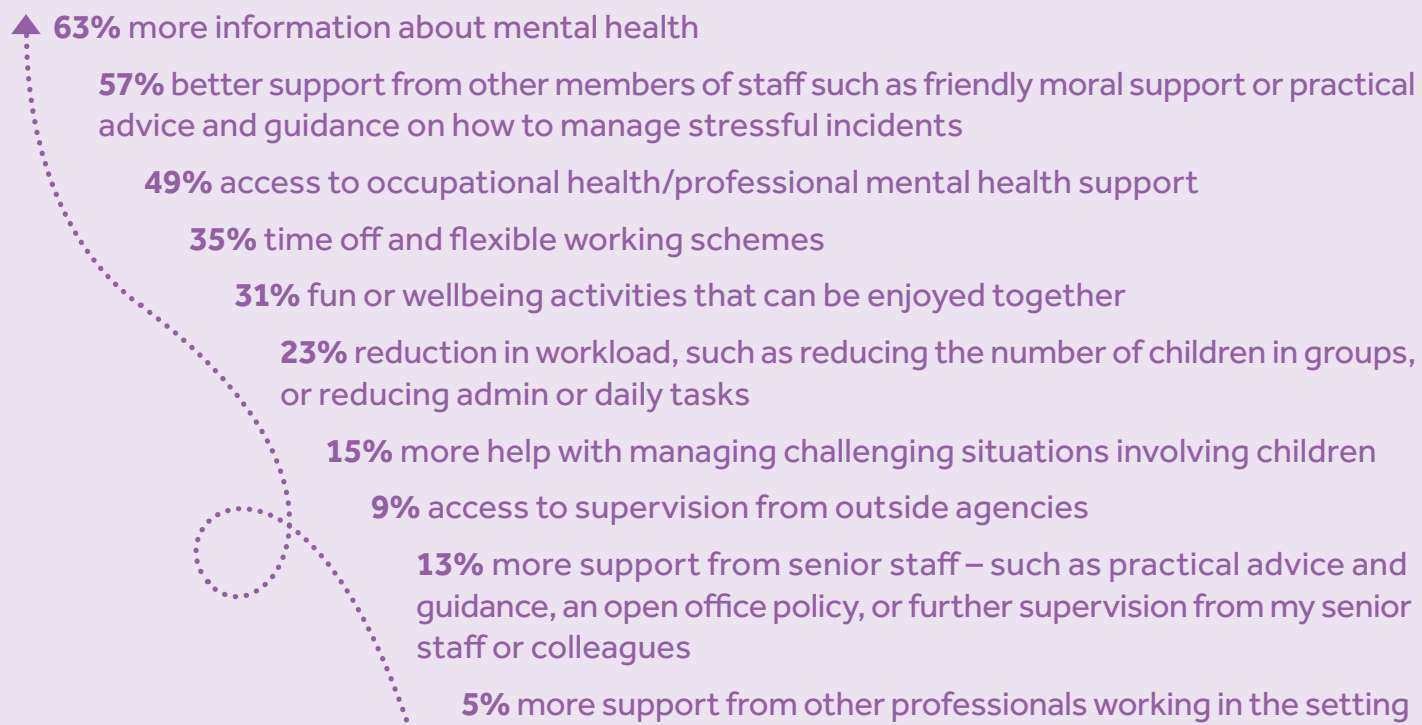 63% more information about mental health
57% better support from other members of staff such as friendly moral support or practical
advice and guidance on how to manage stressful incidents
49% access to occupational health/professional mental health support
35% time off and flexible working schemes
31% fun or wellbeing activities that can be enjoyed together
23% reduction in workload, such as reducing the number of children in groups,
or reducing admin or daily tasks
15% more help with managing challenging situations involving children
9% access to supervision from outside agencies
13% more support from senior staff – such as practical advice and
guidance, an open office policy, or further supervision from my senior
staff or colleagues
5% more support from other professionals working in the setting